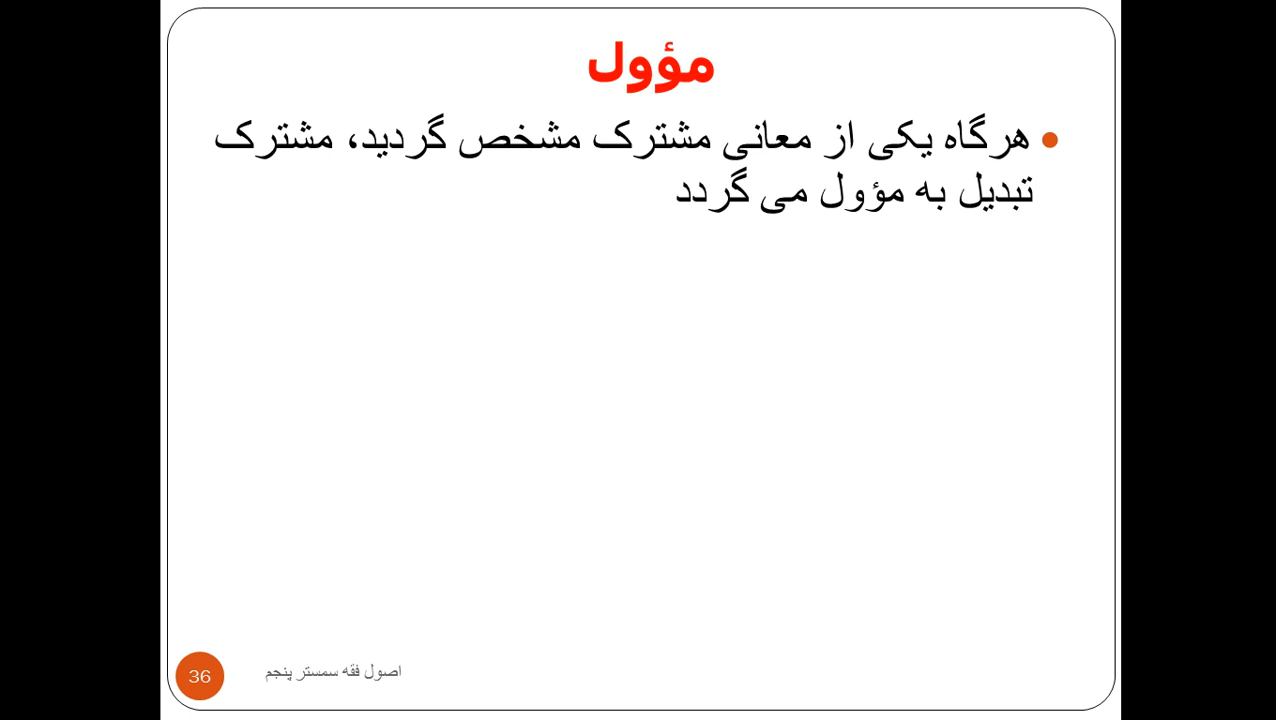 مؤول
هرگاه یکی از معانی مشترک مشخص گردید، مشترک
تبدیل به مؤول می گردد
اصول فقه سمستر پنجم
36